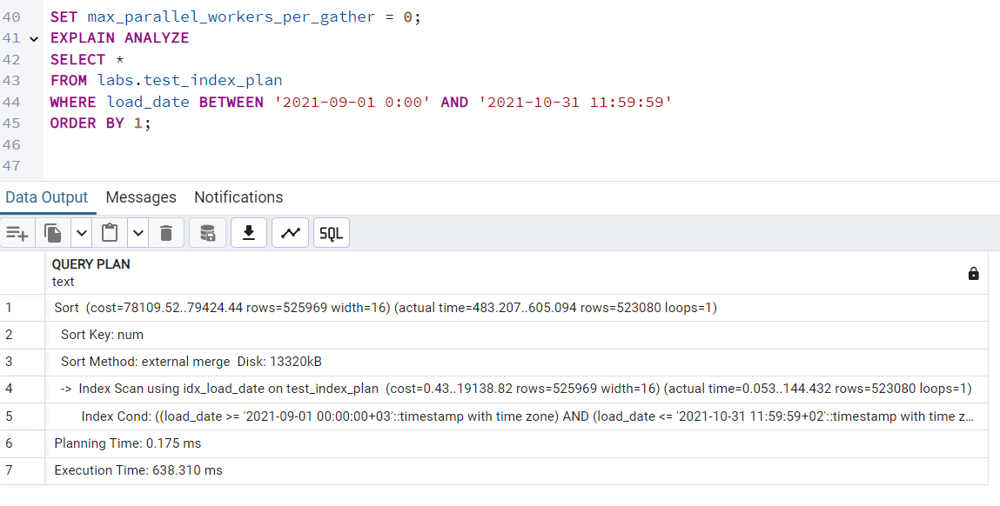 40 SET max_parallel_workers_per_gather = 0;
41 EXPLAIN ANALYZE
42 SELECT *
43 FROM labs.test_index_plan
44 WHERE load_date BETWEEN '2021-09-01 0:00' AND '2021-10-31 11:59:59'
45 ORDER BY 1;
46
47
Data Output Messages Notifications
SQL
QUERY PLAN
text
1 Sort (cost=78109.52..79424.44 rows=525969 width=16) (actual time=483.207..605.094 rows=523080 loops=1)
2 Sort Key: num
3 Sort Method: external merge Disk: 13320kB
4 -> Index Scan using idx_load_date on test_index_plan (cost=0.43..19138.82 rows=525969 width=16) (actual time=0.053..144.432 rows=523080 loops=1)
5 Index Cond: ((load_date >= '2021-09-01 00:00:00+03'::timestamp with time zone) AND (load_date <= '2021-10-31 11:59:59+02'::timestamp with time z...
6 Planning Time: 0.175 ms
7 Execution Time: 638.310 ms